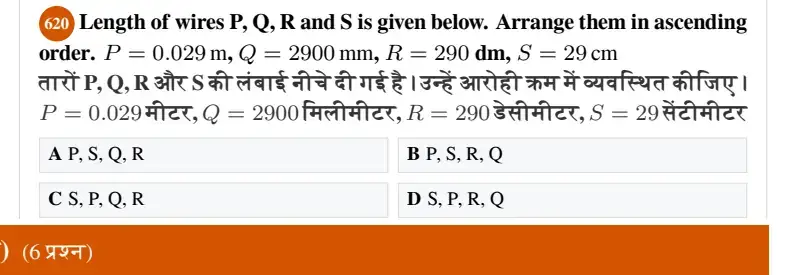 620 Length of wires P, Q, R and S is given below. Arrange them in ascending
order. P = 0.029 m, Q = 2900 mm, R = 290 dm, S = 29 cm
तारों P, Q, R और S की लंबाई नीचे दी गई है। उन्हें आरोही क्रम में व्यवस्थित कीजिए।
P = 0.029 मीटर, Q = 2900 मिलीमीटर, R = 290 डेसीमीटर, S = 29 सेंटीमीटर
A P, S, Q, R
B P, S, R, Q
C S, P, Q, R
D S, P, R, Q
) (6 प्रश्न)